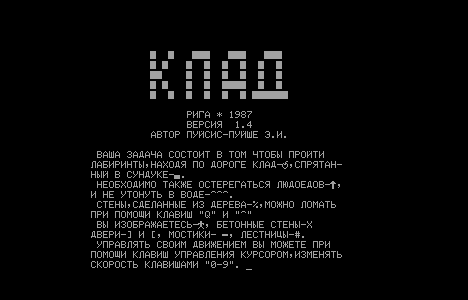 КЛАД
РИГА * 1987
ВЕРСИЯ 1.4
АВТОР ПУЙСИС-ПУЙШЕ Э.И.
ВАША ЗАДАЧА СОСТОИТ В ТОМ ЧТОБЫ ПРОЙТИ
ЛАБИРИНТЫ,НАХОДЯ ПО ДОРОГЕ КЛАД-,СПРЯТАН-
НЫЙ В СУНДУКЕ-.
НЕОБХОДИМО ТАКЖЕ ОСТЕРЕГАТЬСЯ ЛЮДОЕДОВ-,
И НЕ УТОНУТЬ В ВОДЕ-^^^.
СТЕНЫ,СДЕЛАННЫЕ ИЗ ДЕРЕВА-%,МОЖНО ЛОМАТЬ
ПРИ ПОМОЩИ КЛАВИШ "Q" И "^"
ВЫ ИЗОБРАЖАЕТЕСЬ-, БЕТОННЫЕ СТЕНЫ-X
ДВЕРИ-] И [, МОСТИКИ- =, ЛЕСТНИЦЫ-#.
УПРАВЛЯТЬ СВОИМ ДВИЖЕНИЕМ ВЫ МОЖЕТЕ ПРИ
ПОМОЩИ КЛАВИШ УПРАВЛЕНИЯ КУРСОРОМ,ИЗМЕНЯТЬ
СКОРОСТЬ КЛАВИШАМИ "0-9". _